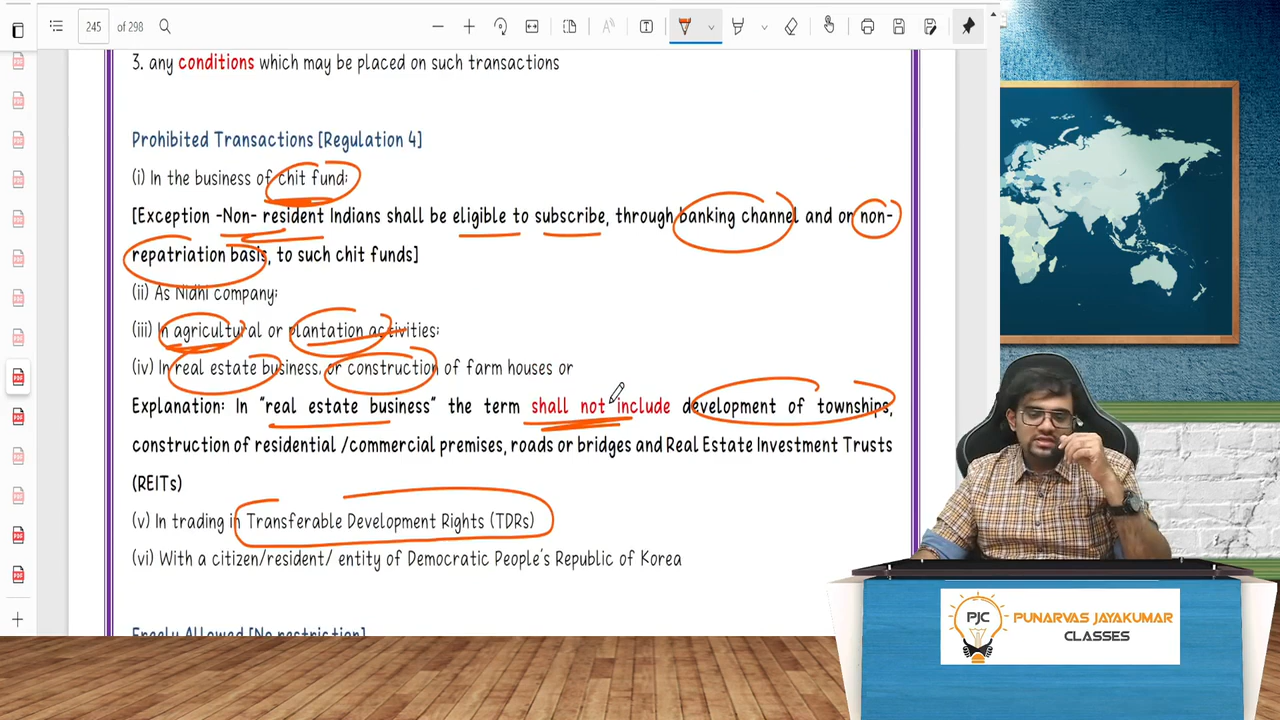 245 of 298
3. any conditions which may be placed on such transactions
Prohibited Transactions [Regulation 4]
(i) In the business of chit fund;
[Exception -Non- resident Indians shall be eligible to subscribe, through banking channel and on non-
repatriation basis, to such chit funds]
(ii) As Nidhi company;
(iii) In agricultural or plantation activities;
(iv) In real estate business, or construction of farm houses or
Explanation: In “real estate business” the term shall not include development of townships,
construction of residential /commercial premises, roads or bridges and Real Estate Investment Trusts
(REITs)
(v) In trading in Transferable Development Rights (TDRs)
(vi) With a citizen/resident/ entity of Democratic People's Republic of Korea
Freely Allowed [No restriction]
PJC
PUNARVAS JAYAKUMAR
CLASSES